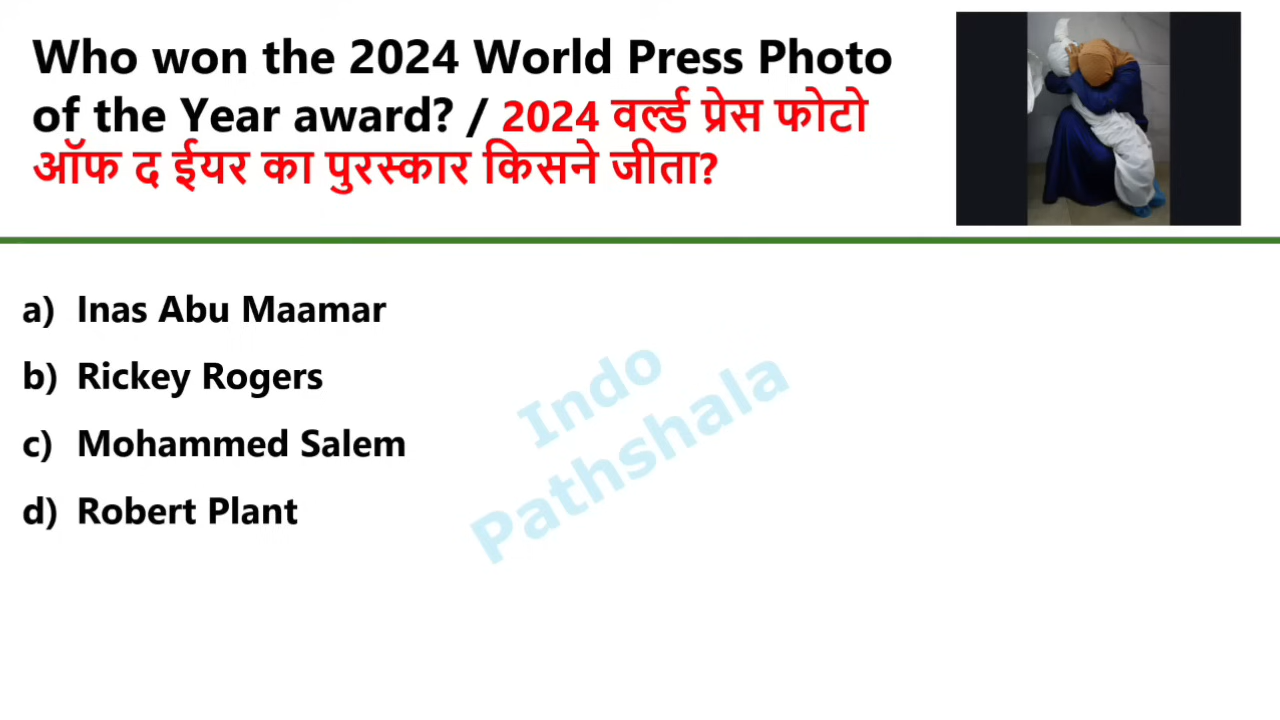 Who won the 2024 World Press Photo
of the Year award? / 2024 वर्ल्ड प्रेस फोटो
ऑफ द ईयर का पुरस्कार किसने जीता?
a) Inas Abu Maamar
b) Rickey Rogers
c) Mohammed Salem
d) Robert Plant
Indo
Pathshala